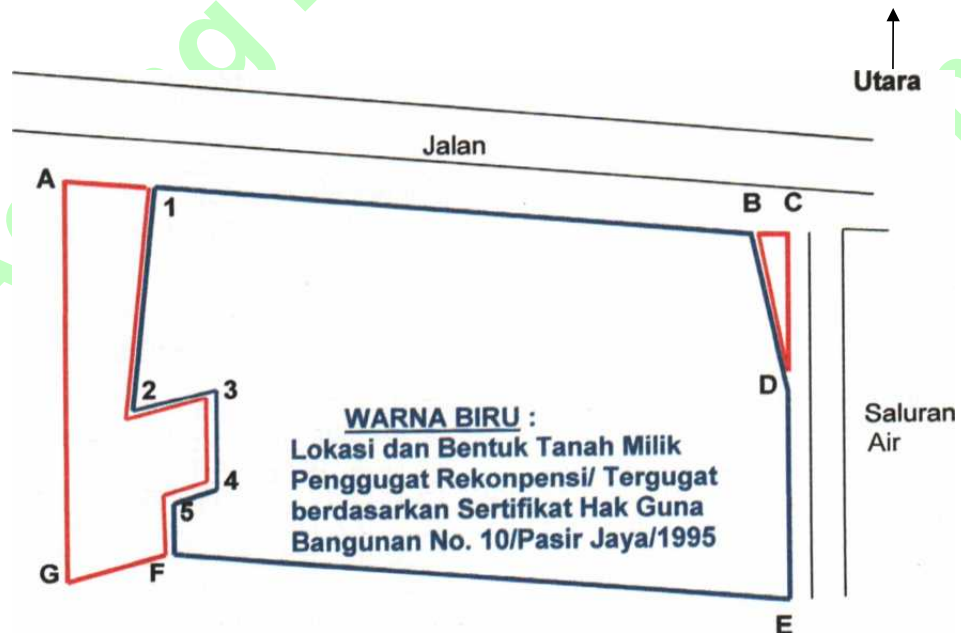 Utara
Jalan
A
1
B C
2
3
D
4
5
WARNA BIRU :
Lokasi dan Bentuk Tanah Milik
Penggugat Rekonpensi/ Tergugat
berdasarkan Sertifikat Hak Guna
Bangunan No. 10/Pasir Jaya/1995
Saluran
Air
G
F
E